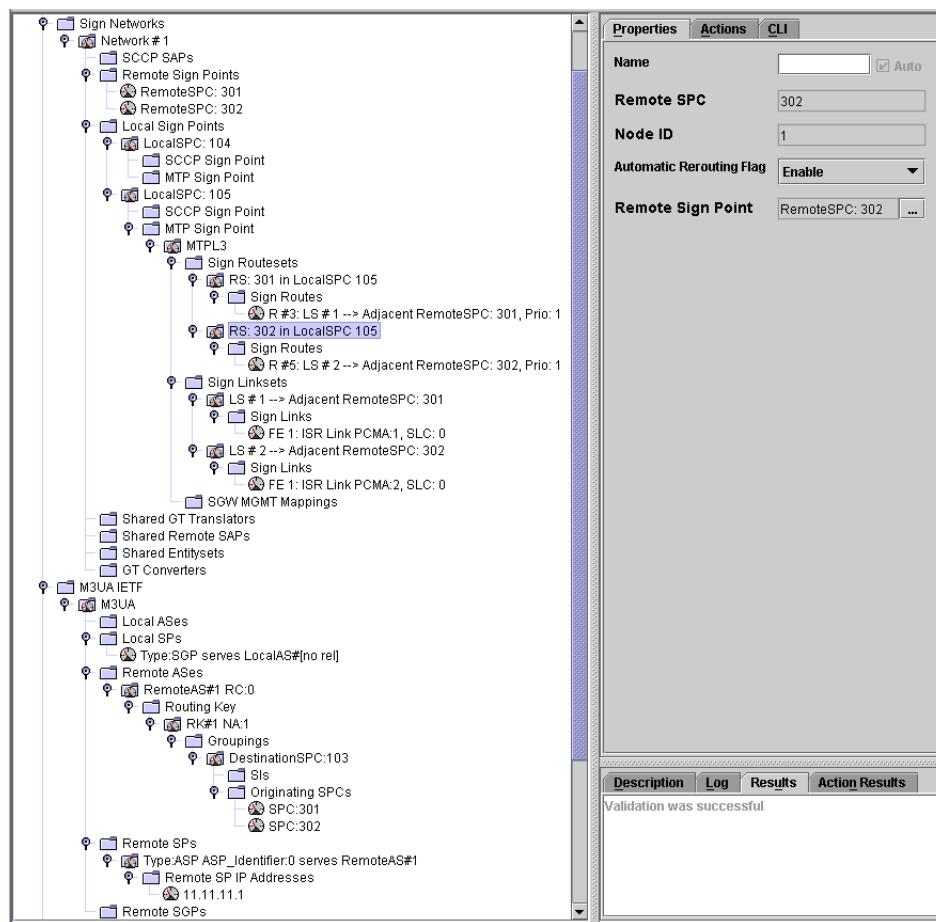 Sign Networks
Network # 1
SCCP SAPs
Remote Sign Points
RemoteSPC: 301
RemoteSPC: 302
Local Sign Points
LocalSPC: 104
SCCP Sign Point
MTP Sign Point
LocalSPC: 105
SCCP Sign Point
MTP Sign Point
MTPL3
Sign Routesets
RS: 301 in LocalSPC 105
Sign Routes
R #3: LS # 1 --> Adjacent RemoteSPC: 301, Prio: 1
RS: 302 in LocalSPC 105
Sign Routes
R #5: LS # 2 --> Adjacent RemoteSPC: 302, Prio: 1
Sign Linksets
LS # 1 --> Adjacent RemoteSPC: 301
Sign Links
FE 1: ISR Link PCMA:1, SLC: 0
LS # 2 --> Adjacent RemoteSPC: 302
Sign Links
FE 1: ISR Link PCMA:2, SLC: 0
SGW MGMT Mappings
Shared GT Translators
Shared Remote SAPs
Shared Entitysets
GT Converters
M3UA IETF
M3UA
Local ASes
Local SPs
Type:SGP serves LocalAS#[no rel]
Remote ASes
RemoteAS#1 RC:0
Routing Key
RK#1 NA:1
Groupings
DestinationSPC:103
SIs
Originating SPCs
SPC:301
SPC:302
Remote SPs
Type:ASP ASP_Identifier:0 serves RemoteAS#1
Remote SP IP Addresses
11.11.11.1
Remote SGPs
Properties Actions CLI
Name Auto
Remote SPC 302
Node ID 1
Automatic Rerouting Flag Enable
Remote Sign Point RemoteSPC: 302 ...
Description Log Results Action Results
Validation was successful